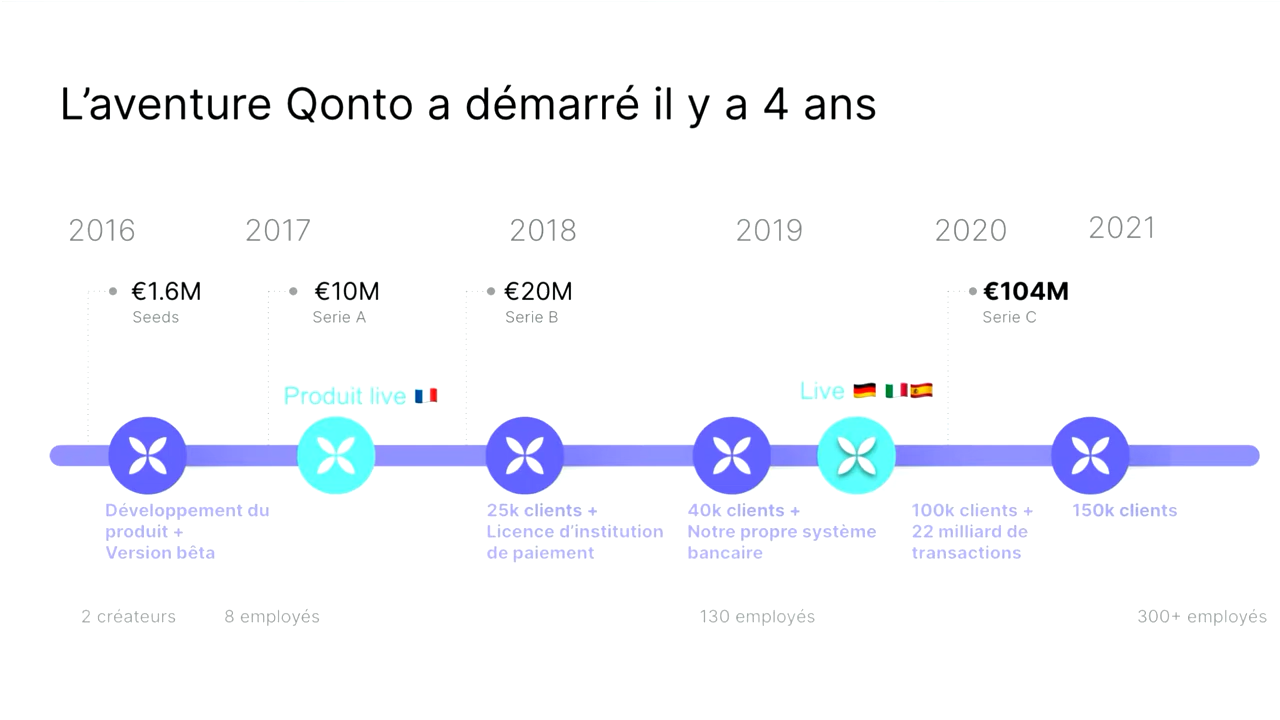 L’aventure Qonto a démarré il y a 4 ans
2016 2017 2018 2019 2020 2021
€1.6M €10M €20M €104M
Seeds Serie A Serie B Serie C
Produit live 🇫🇷 Live 🇩🇪 🇮🇹🇪🇸
Développement du
produit +
Version bêta
25k clients +
Licence d’institution
de paiement
40k clients +
Notre propre système
bancaire
100k clients +
22 milliard de
transactions
150k clients
2 créateurs 8 employés 130 employés 300+ employés